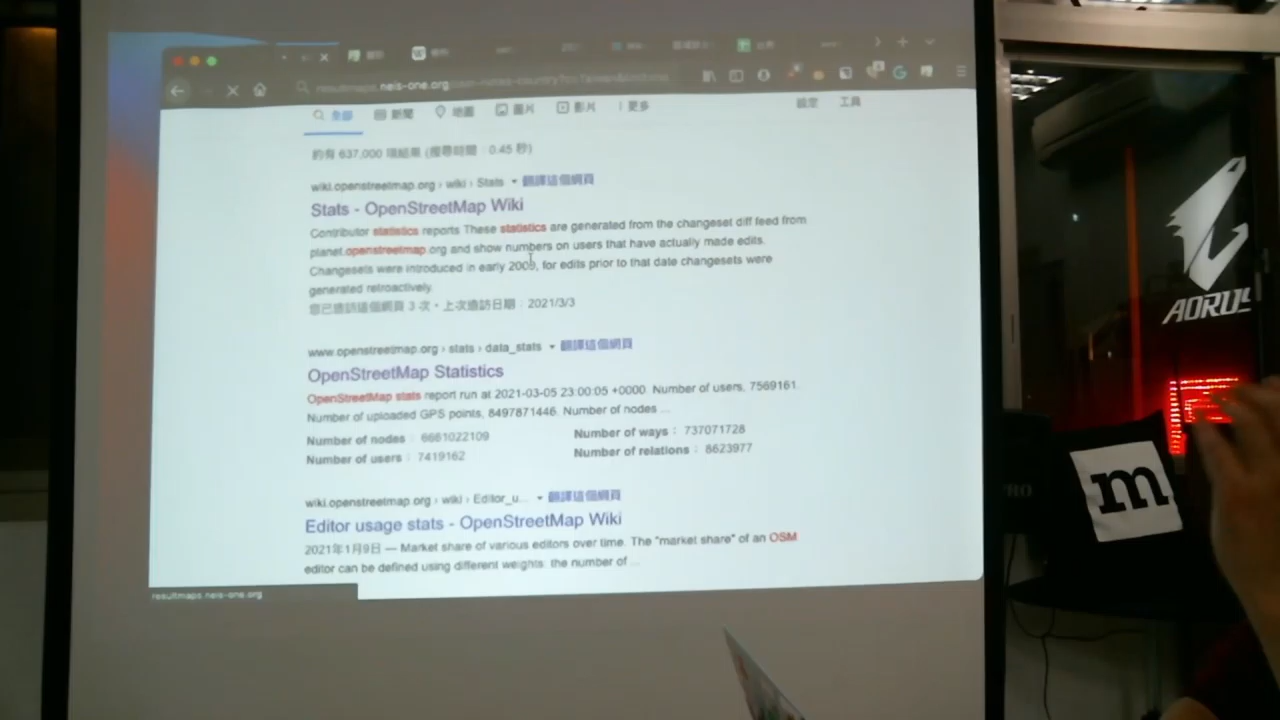 neis-one.org
全部 新聞 地圖 圖片 影片 更多 設定 工具
約有 637,000 項結果 (搜尋時間：0.45 秒)
wiki.openstreetmap.org › wiki › Stats 翻譯這個網頁
Stats - OpenStreetMap Wiki
Contributor statistics reports These statistics are generated from the changeset diff feed from
planet.openstreetmap.org and show numbers on users that have actually made edits.
Changesets were introduced in early 2009, for edits prior to that date changesets were
generated retroactively.
您已造訪這個網頁 3 次。上次造訪日期：2021/3/3
www.openstreetmap.org › stats › data_stats 翻譯這個網頁
OpenStreetMap Statistics
OpenStreetMap stats report run at 2021-03-05 23:00:05 +0000. Number of users, 7569161.
Number of uploaded GPS points, 8497871446. Number of nodes ...
Number of nodes：6681022109 Number of ways：737071728
Number of users：7419162 Number of relations：8623977
wiki.openstreetmap.org › wiki › Editor_u... 翻譯這個網頁
Editor usage stats - OpenStreetMap Wiki
2021年1月9日 — Market share of various editors over time. The "market share" of an OSM
editor can be defined using different weights: the number of ...
resultmaps.neis-one.org
AORUS
m
PRO